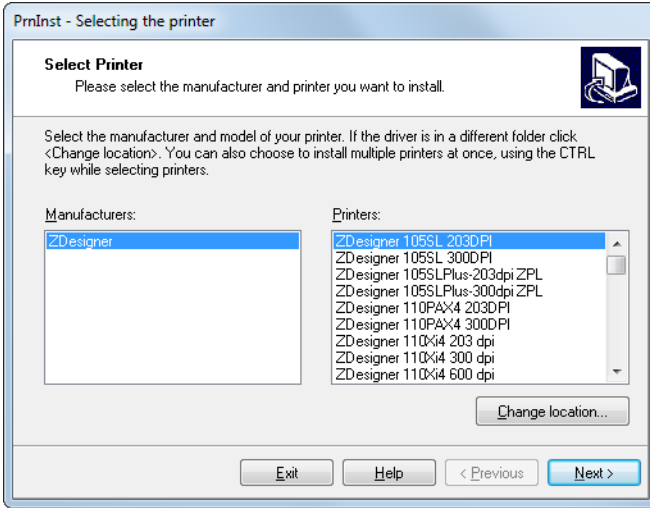 PrnInst - Selecting the printer
Select Printer
Please select the manufacturer and printer you want to install.
Select the manufacturer and model of your printer. If the driver is in a different folder click
<Change location>. You can also choose to install multiple printers at once, using the CTRL
key while selecting printers.
Manufacturers:
ZDesigner
Printers:
ZDesigner 105SL 203DPI
ZDesigner 105SL 300DPI
ZDesigner 105SLPlus-203dpi ZPL
ZDesigner 105SLPlus-300dpi ZPL
ZDesigner 110PAX4 203DPI
ZDesigner 110PAX4 300DPI
ZDesigner 110Xi4 203 dpi
ZDesigner 110Xi4 300 dpi
ZDesigner 110Xi4 600 dpi
Change location...
Exit
Help
< Previous
Next >